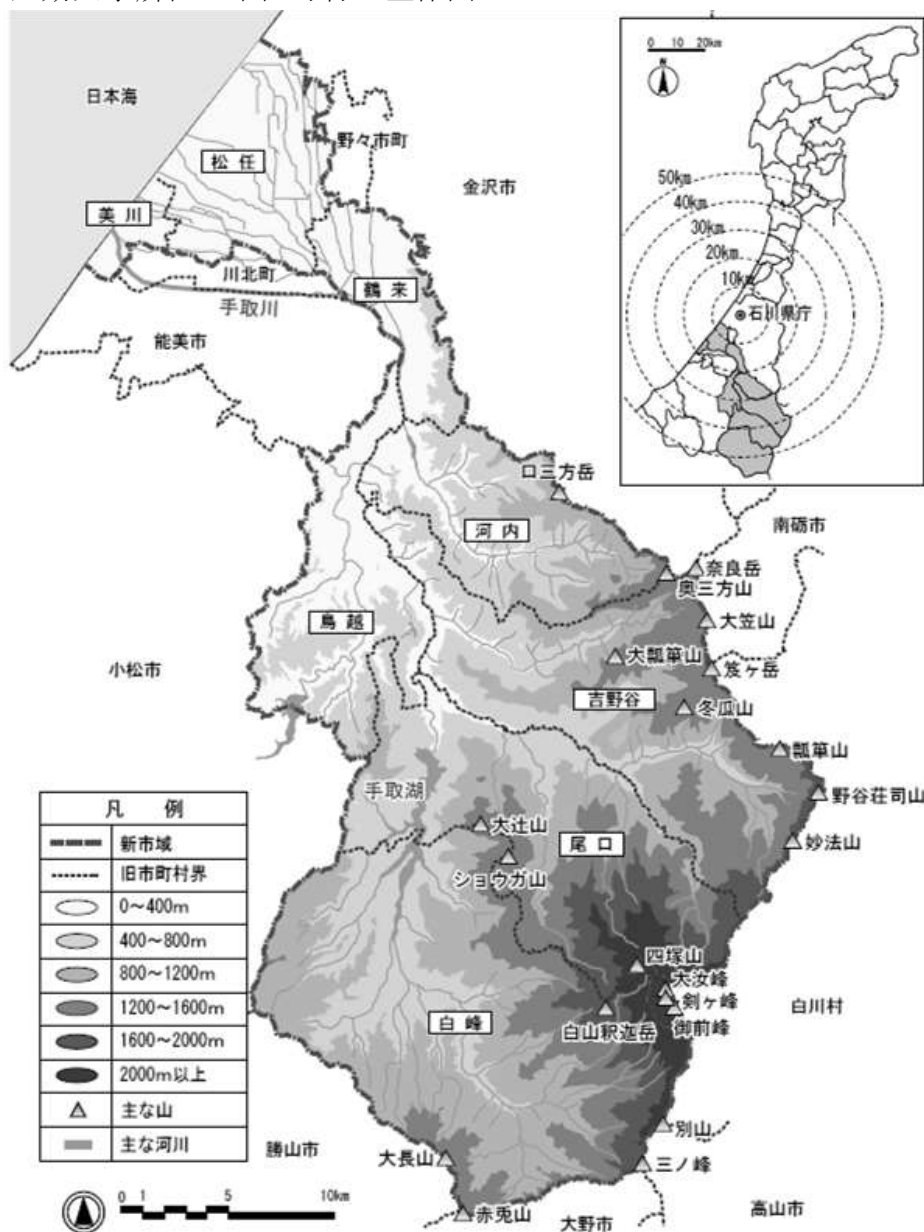 日本海
松任
野々市町
金沢市
美川
川北町
手取川
鶴来
能美市
0 10 20km
N
50km
40km
30km
20km
10km
石川県庁
口三方岳
河内
南砺市
奈良岳
奥三方山
鳥越
大笠山
小松市
大瓢箪山
笈ヶ岳
吉野谷
冬瓜山
瓢箪山
手取湖
野谷荘司山
大辻山
尾口
妙法山
ショウガ山
四塚山
大汝峰
剣ヶ峰
白川村
白峰
白山釈迦岳
御前峰
別山
勝山市
大長山
三ノ峰
赤兎山
大野市
高山市
凡 例
新市域
旧市町村界
0～400m
400～800m
800～1200m
1200～1600m
1600～2000m
2000m以上
主な山
主な河川
0 1 5 10km